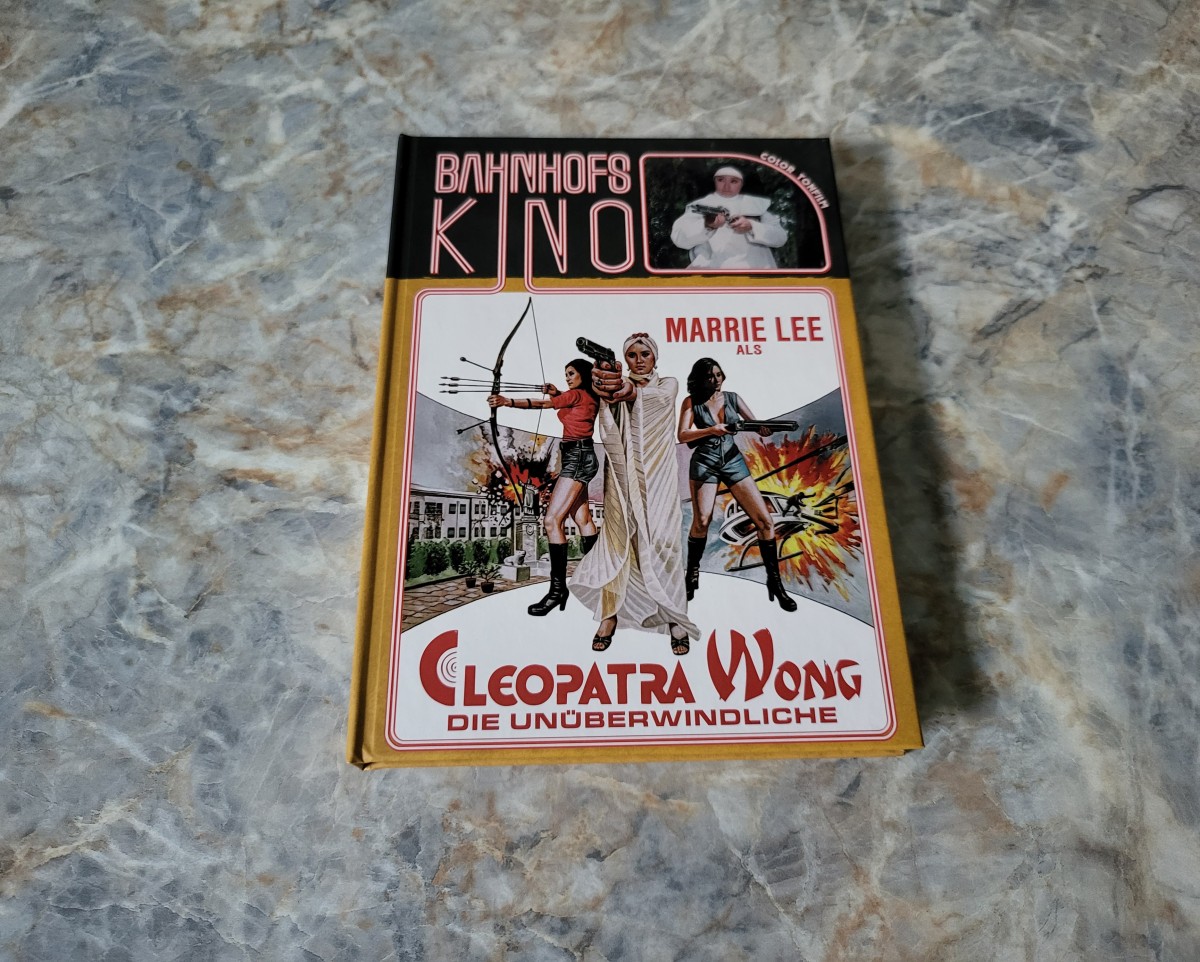 BAHNHOFS
KINO
COLOR TONFILM
MARRIE LEE
ALS
CLEOPATRA WONG
DIE UNÜBERWINDLICHE